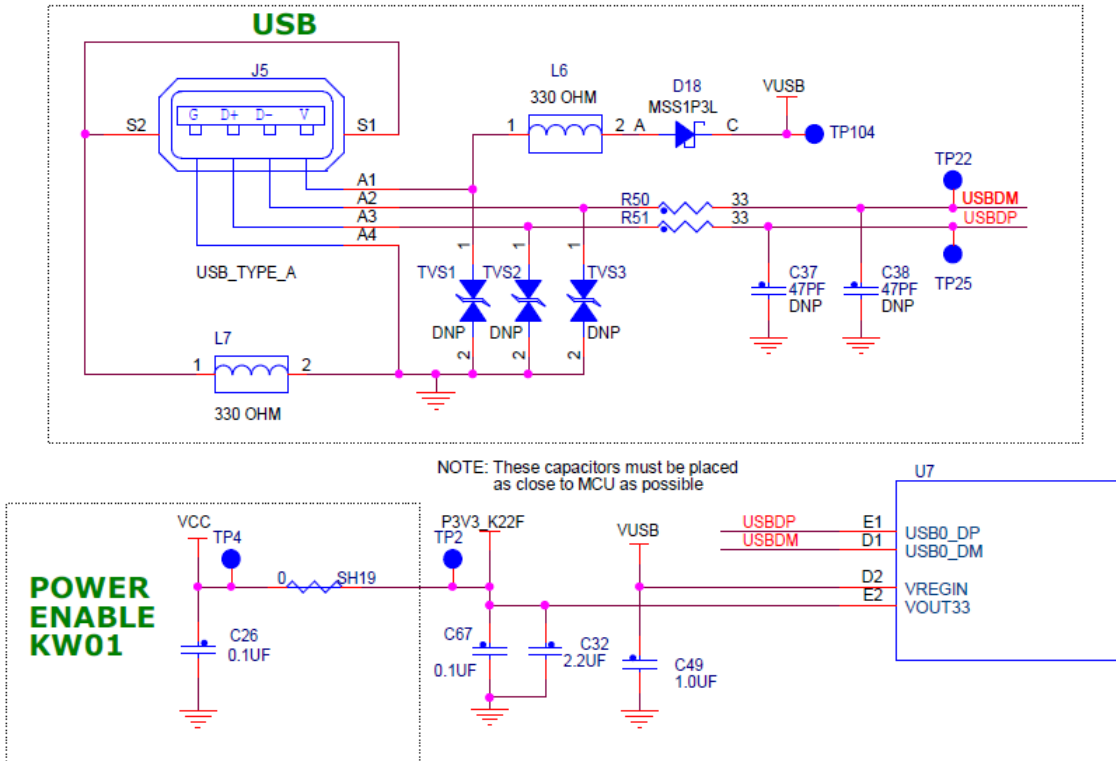 USB
J5
G D+ D- V
S2
S1
L6
330 OHM
1
2
A
D18
MSS1P3L
C
VUSB
TP104
A1
A2
A3
A4
USB_TYPE_A
R50
33
R51
33
TP22
USBDM
USBDP
TP25
1
1
1
TVS1
TVS2
TVS3
DNP
DNP
DNP
2
2
2
C37
47PF
DNP
C38
47PF
DNP
L7
1
2
330 OHM
NOTE: These capacitors must be placed
as close to MCU as possible
POWER
ENABLE
KW01
VCC
TP4
0
SH19
C26
0.1UF
TP2
P3V3_K22F
C67
0.1UF
C32
2.2UF
VUSB
C49
1.0UF
U7
USBDP
E1
USB0_DP
USBDM
D1
USB0_DM
D2
VREGIN
E2
VOUT33